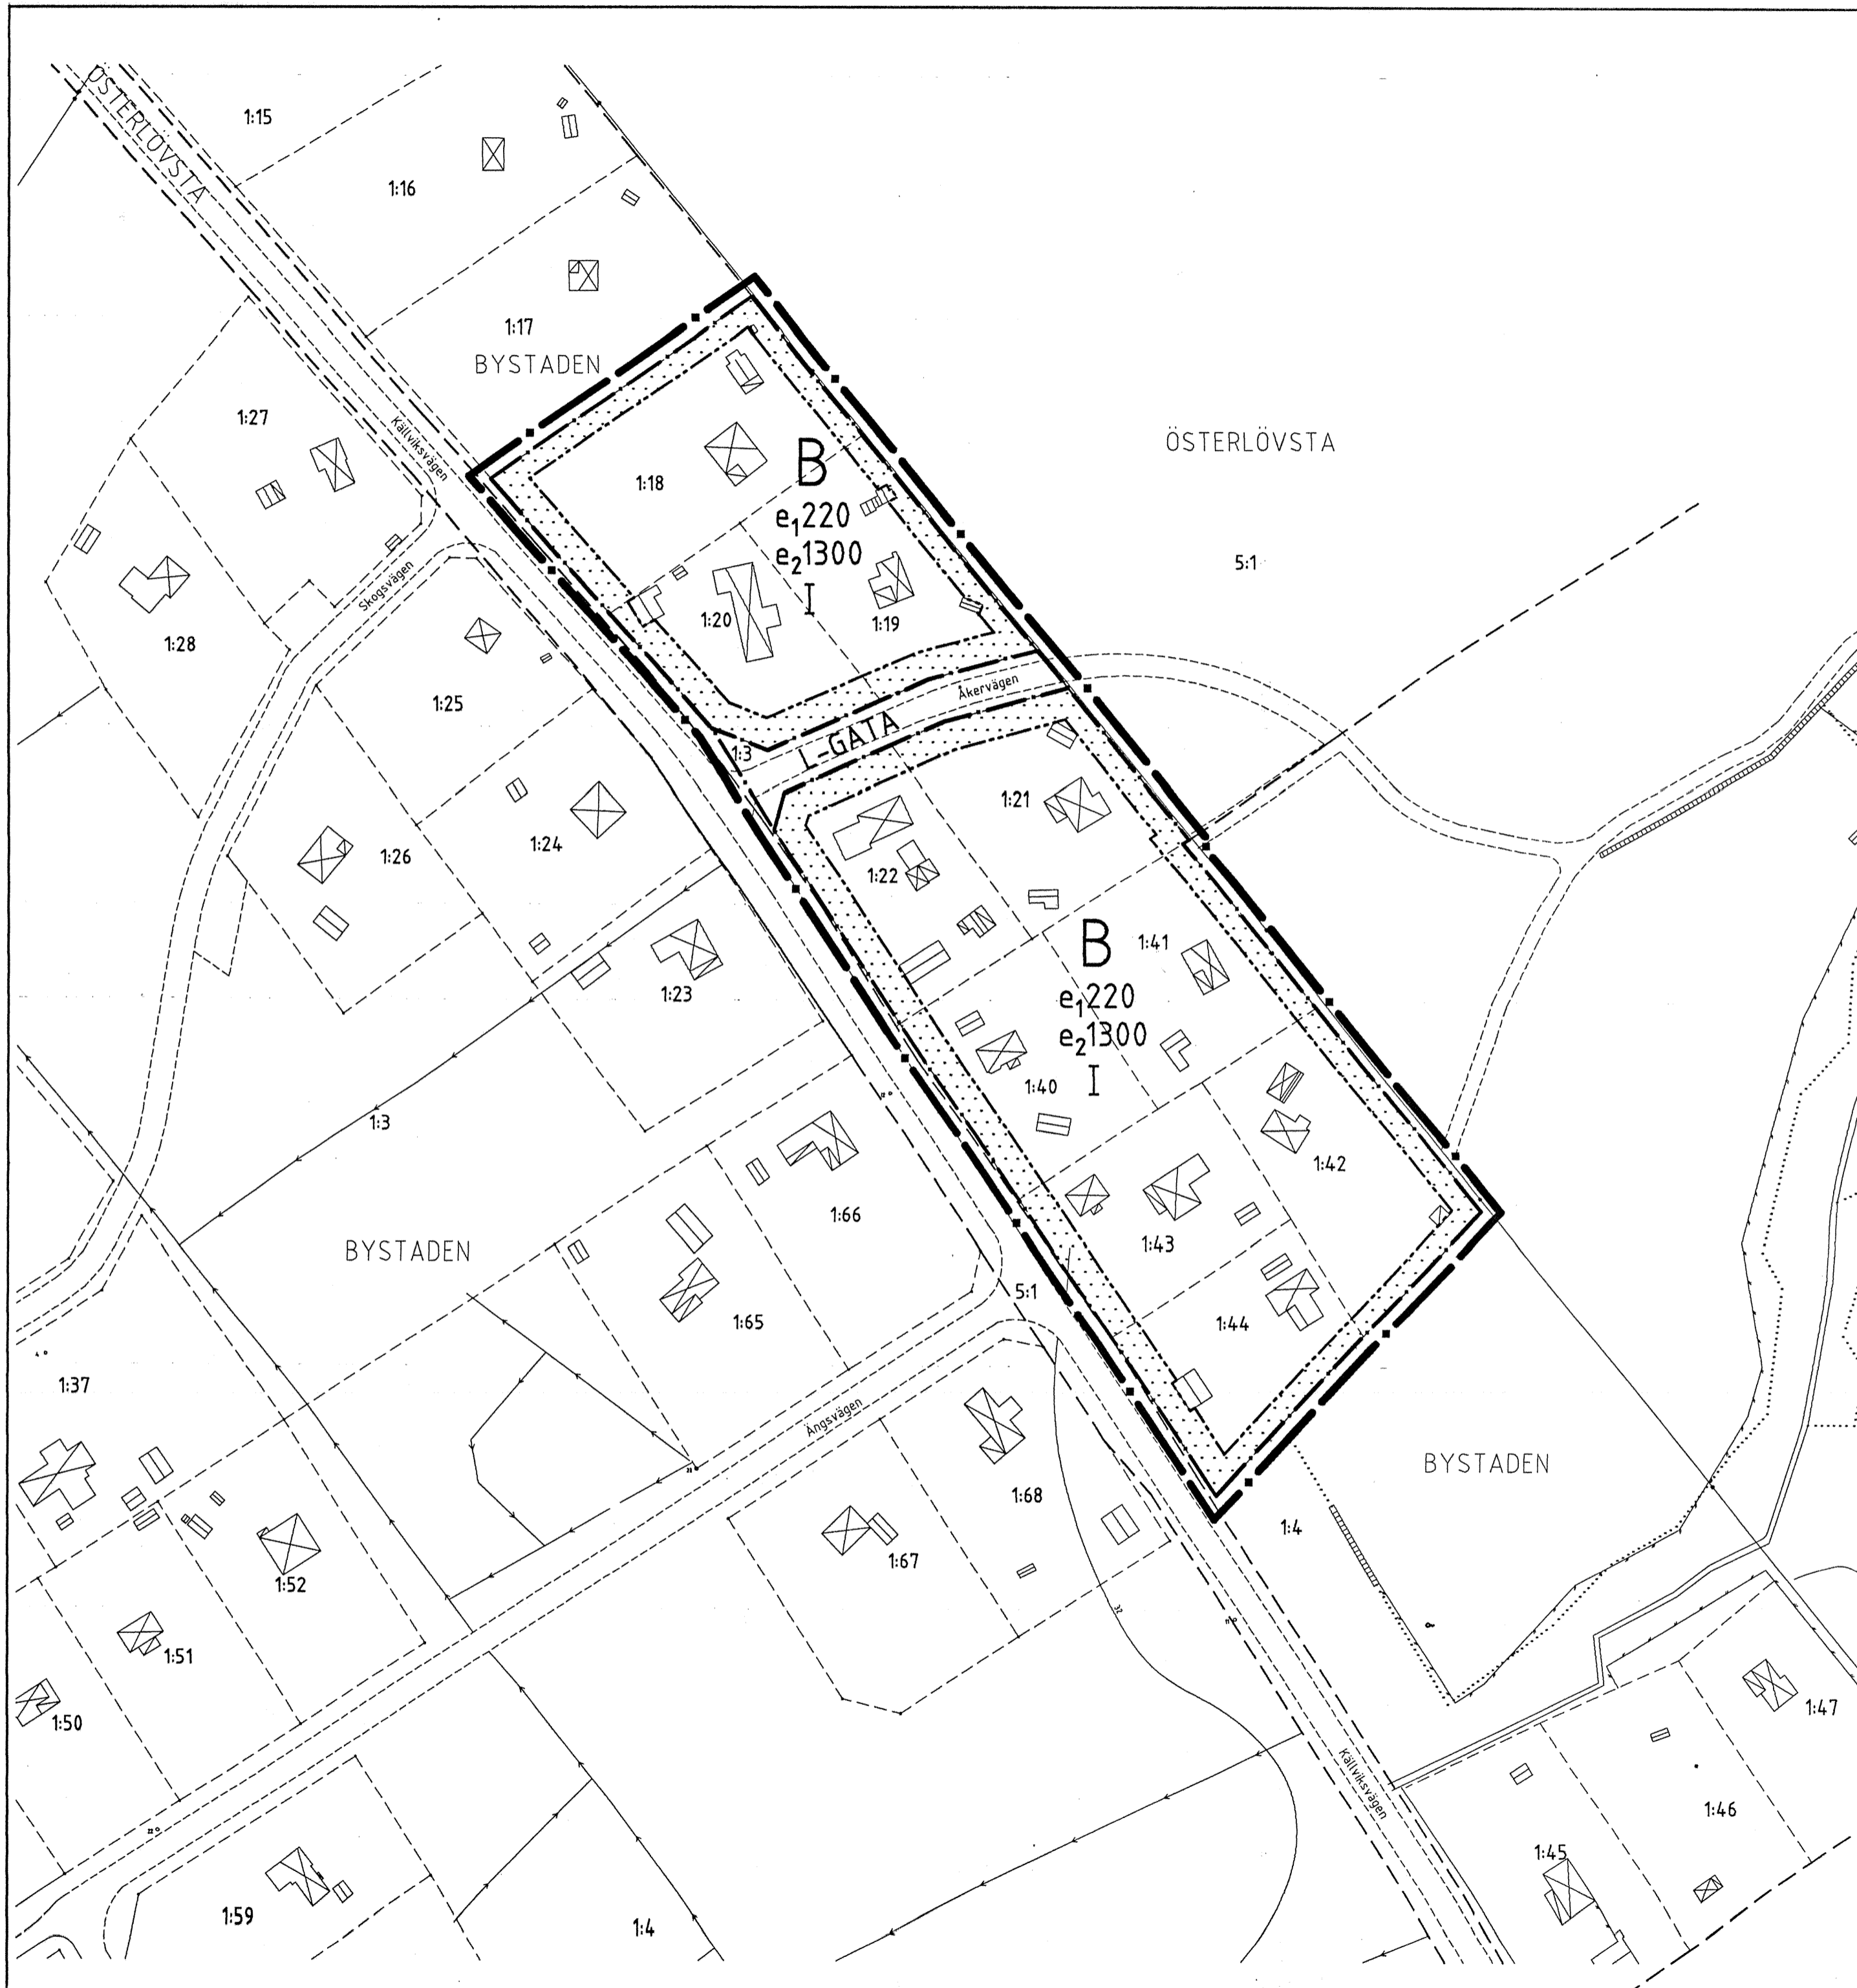 ÖSTERLÖVSTA
1:15
1:16
1:17
BYSTADEN
1:27
Källviksvägen
ÖSTERLÖVSTA
1:18
B
e₁220
e₂1300
I
5:1
1:28
Skogsvägen
1:20
1:19
1:25
Åkervägen
L-GATA
1:3
1:21
1:24
1:26
1:22
B
e₁220
e₂1300
I
1:41
1:23
1:40
1:3
1:42
1:66
1:43
BYSTADEN
5:1
1:65
1:44
1:37
Ängsvägen
BYSTADEN
1:68
1:4
1:67
1:52
32
1:51
1:50
1:47
Källviksvägen
1:46
1:45
1:59
1:4